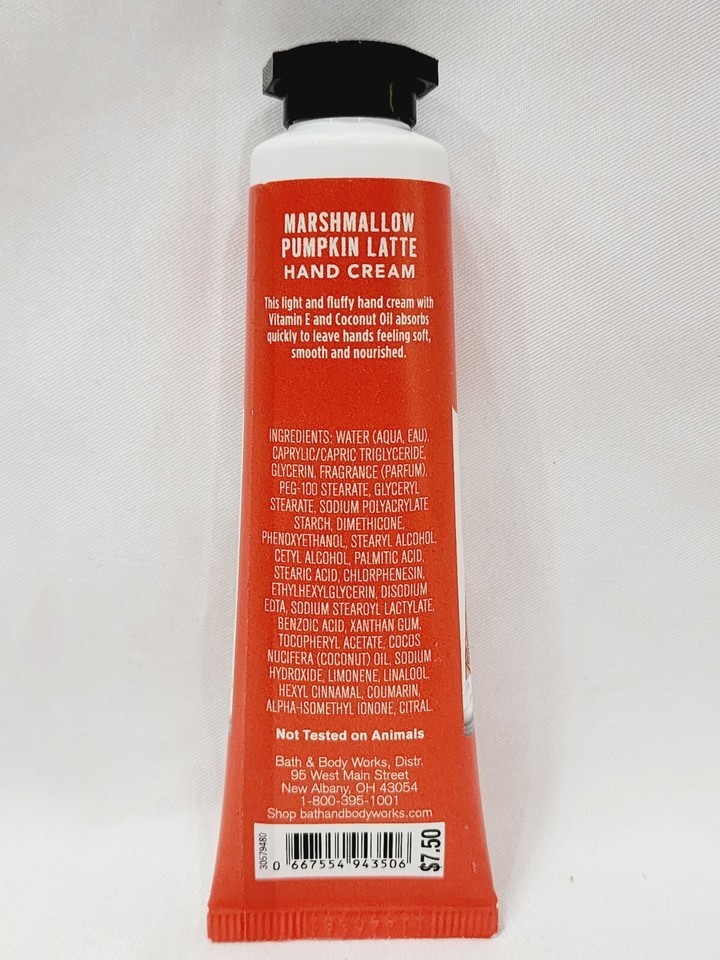 MARSHMALLOW
PUMPKIN LATTE
HAND CREAM
This light and fluffy hand cream with
Vitamin E and Coconut Oil absorbs
quickly to leave hands feeling soft,
smooth and nourished.
INGREDIENTS: WATER (AQUA, EAU),
CAPRYLIC/CAPRIC TRIGLYCERIDE,
GLYCERIN, FRAGRANCE (PARFUM),
PEG-100 STEARATE, GLYCERYL
STEARATE, SODIUM POLYACRYLATE
STARCH, DIMETHICONE,
PHENOXYETHANOL, STEARYL ALCOHOL,
CETYL ALCOHOL, PALMITIC ACID,
STEARIC ACID, CHLORPHENESIN,
ETHYLHEXYLGLYCERIN, DISODIUM
EDTA, SODIUM STEAROYL LACTYLATE,
BENZOIC ACID, XANTHAN GUM,
TOCOPHERYL ACETATE, COCOS
NUCIFERA (COCONUT) OIL, SODIUM
HYDROXIDE, LIMONENE, LINALOOL,
HEXYL CINNAMAL, COUMARIN,
ALPHA-ISOMETHYL IONONE, CITRAL.
Not Tested on Animals
Bath & Body Works, Distr.
95 West Main Street
New Albany, OH 43054
1-800-395-1001
Shop bathandbodyworks.com
30579480
0 667554 943506
$7.50